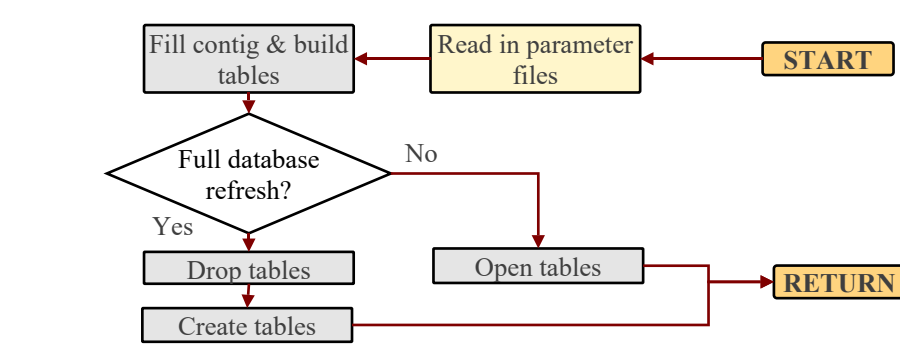 START
Read in parameter
files
Fill contig & build
tables
Full database
refresh?
No
Yes
Drop tables
Create tables
Open tables
RETURN